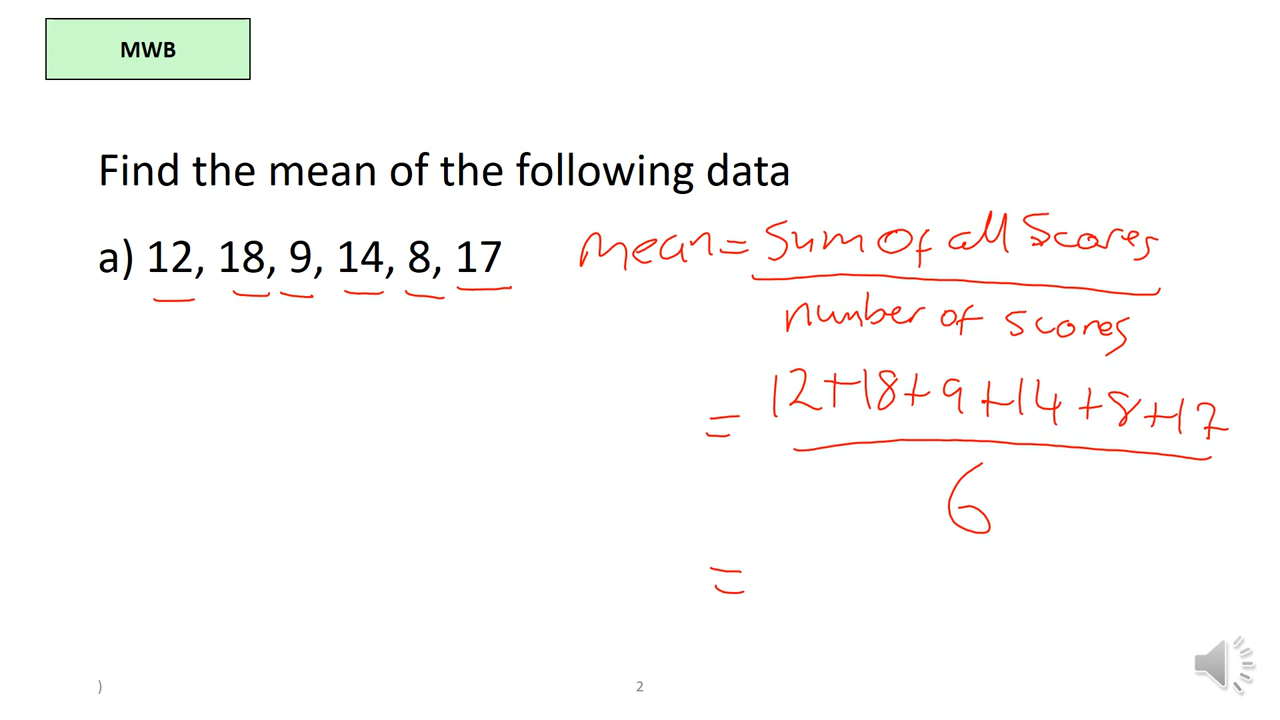 MWB
Find the mean of the following data
a) 12, 18, 9, 14, 8, 17
mean = sum of all scores
number of scores
= 12+18+9+14+8+17
6
=
)
2